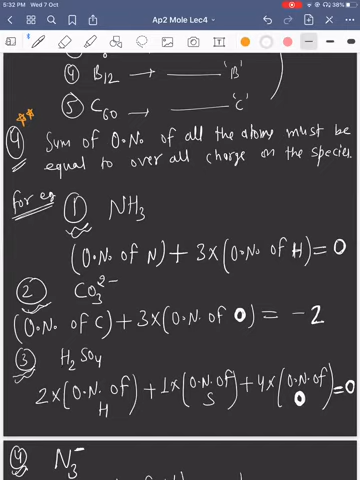 5:32 PM Wed 7 Oct
Ap2 Mole Lec4
④ B₁₂ → ____ 'B'
⑤ C₆₀ → ____ 'C'
④ Sum of O.No of all the atoms must be
equal to over all charge on the species.
for eg
① NH₃
(O.No of N) + 3×(O.No of H) = 0
② CO₃²⁻
(O.No. of C) + 3×(O.N. of O) = -2
③ H₂SO₄
2×(O.N. of H) + 1×(O.N. of S) + 4×(O.N. of O) = 0
④ N₃⁻